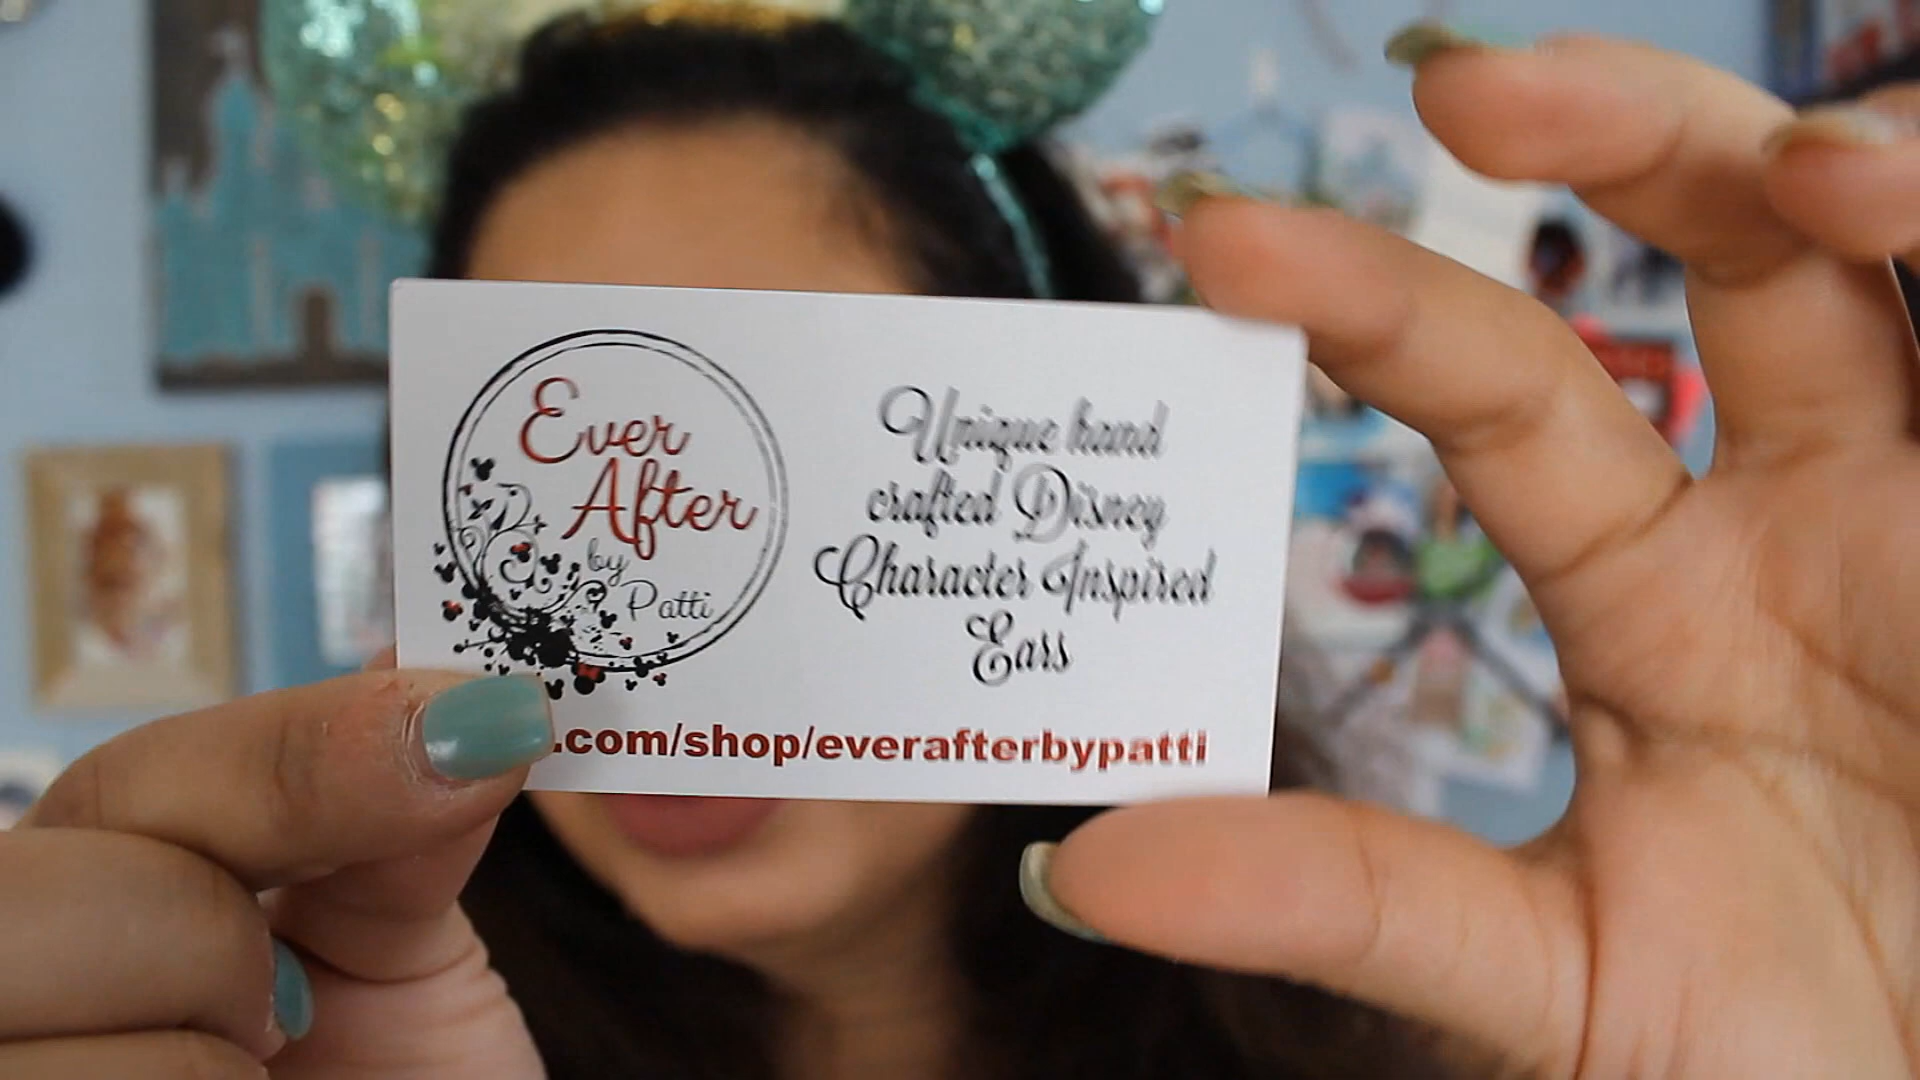 Ever
After
by
Patti
Unique hand
crafted Disney
Character Inspired
Ears
.com/shop/everafterbypatti